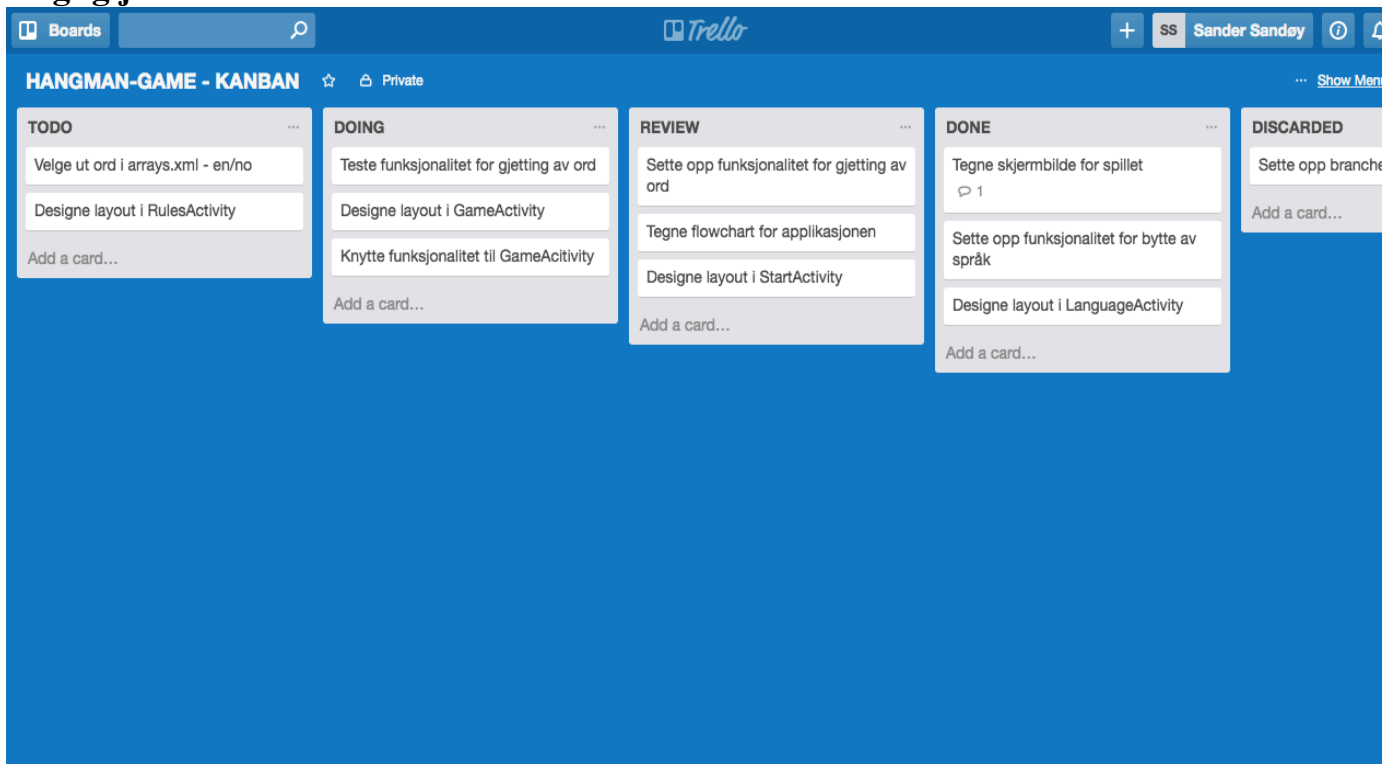 Boards
Trello
SS Sander Sandøy
HANGMAN-GAME - KANBAN
Private
... Show Menu
TODO ...
Velge ut ord i arrays.xml - en/no
Designe layout i RulesActivity
Add a card...
DOING ...
Teste funksjonalitet for gjetting av ord
Designe layout i GameActivity
Knytte funksjonalitet til GameAcitivity
Add a card...
REVIEW ...
Sette opp funksjonalitet for gjetting av
ord
Tegne flowchart for applikasjonen
Designe layout i StartActivity
Add a card...
DONE ...
Tegne skjermbilde for spillet
1
Sette opp funksjonalitet for bytte av
språk
Designe layout i LanguageActivity
Add a card...
DISCARDED
Sette opp branche
Add a card...